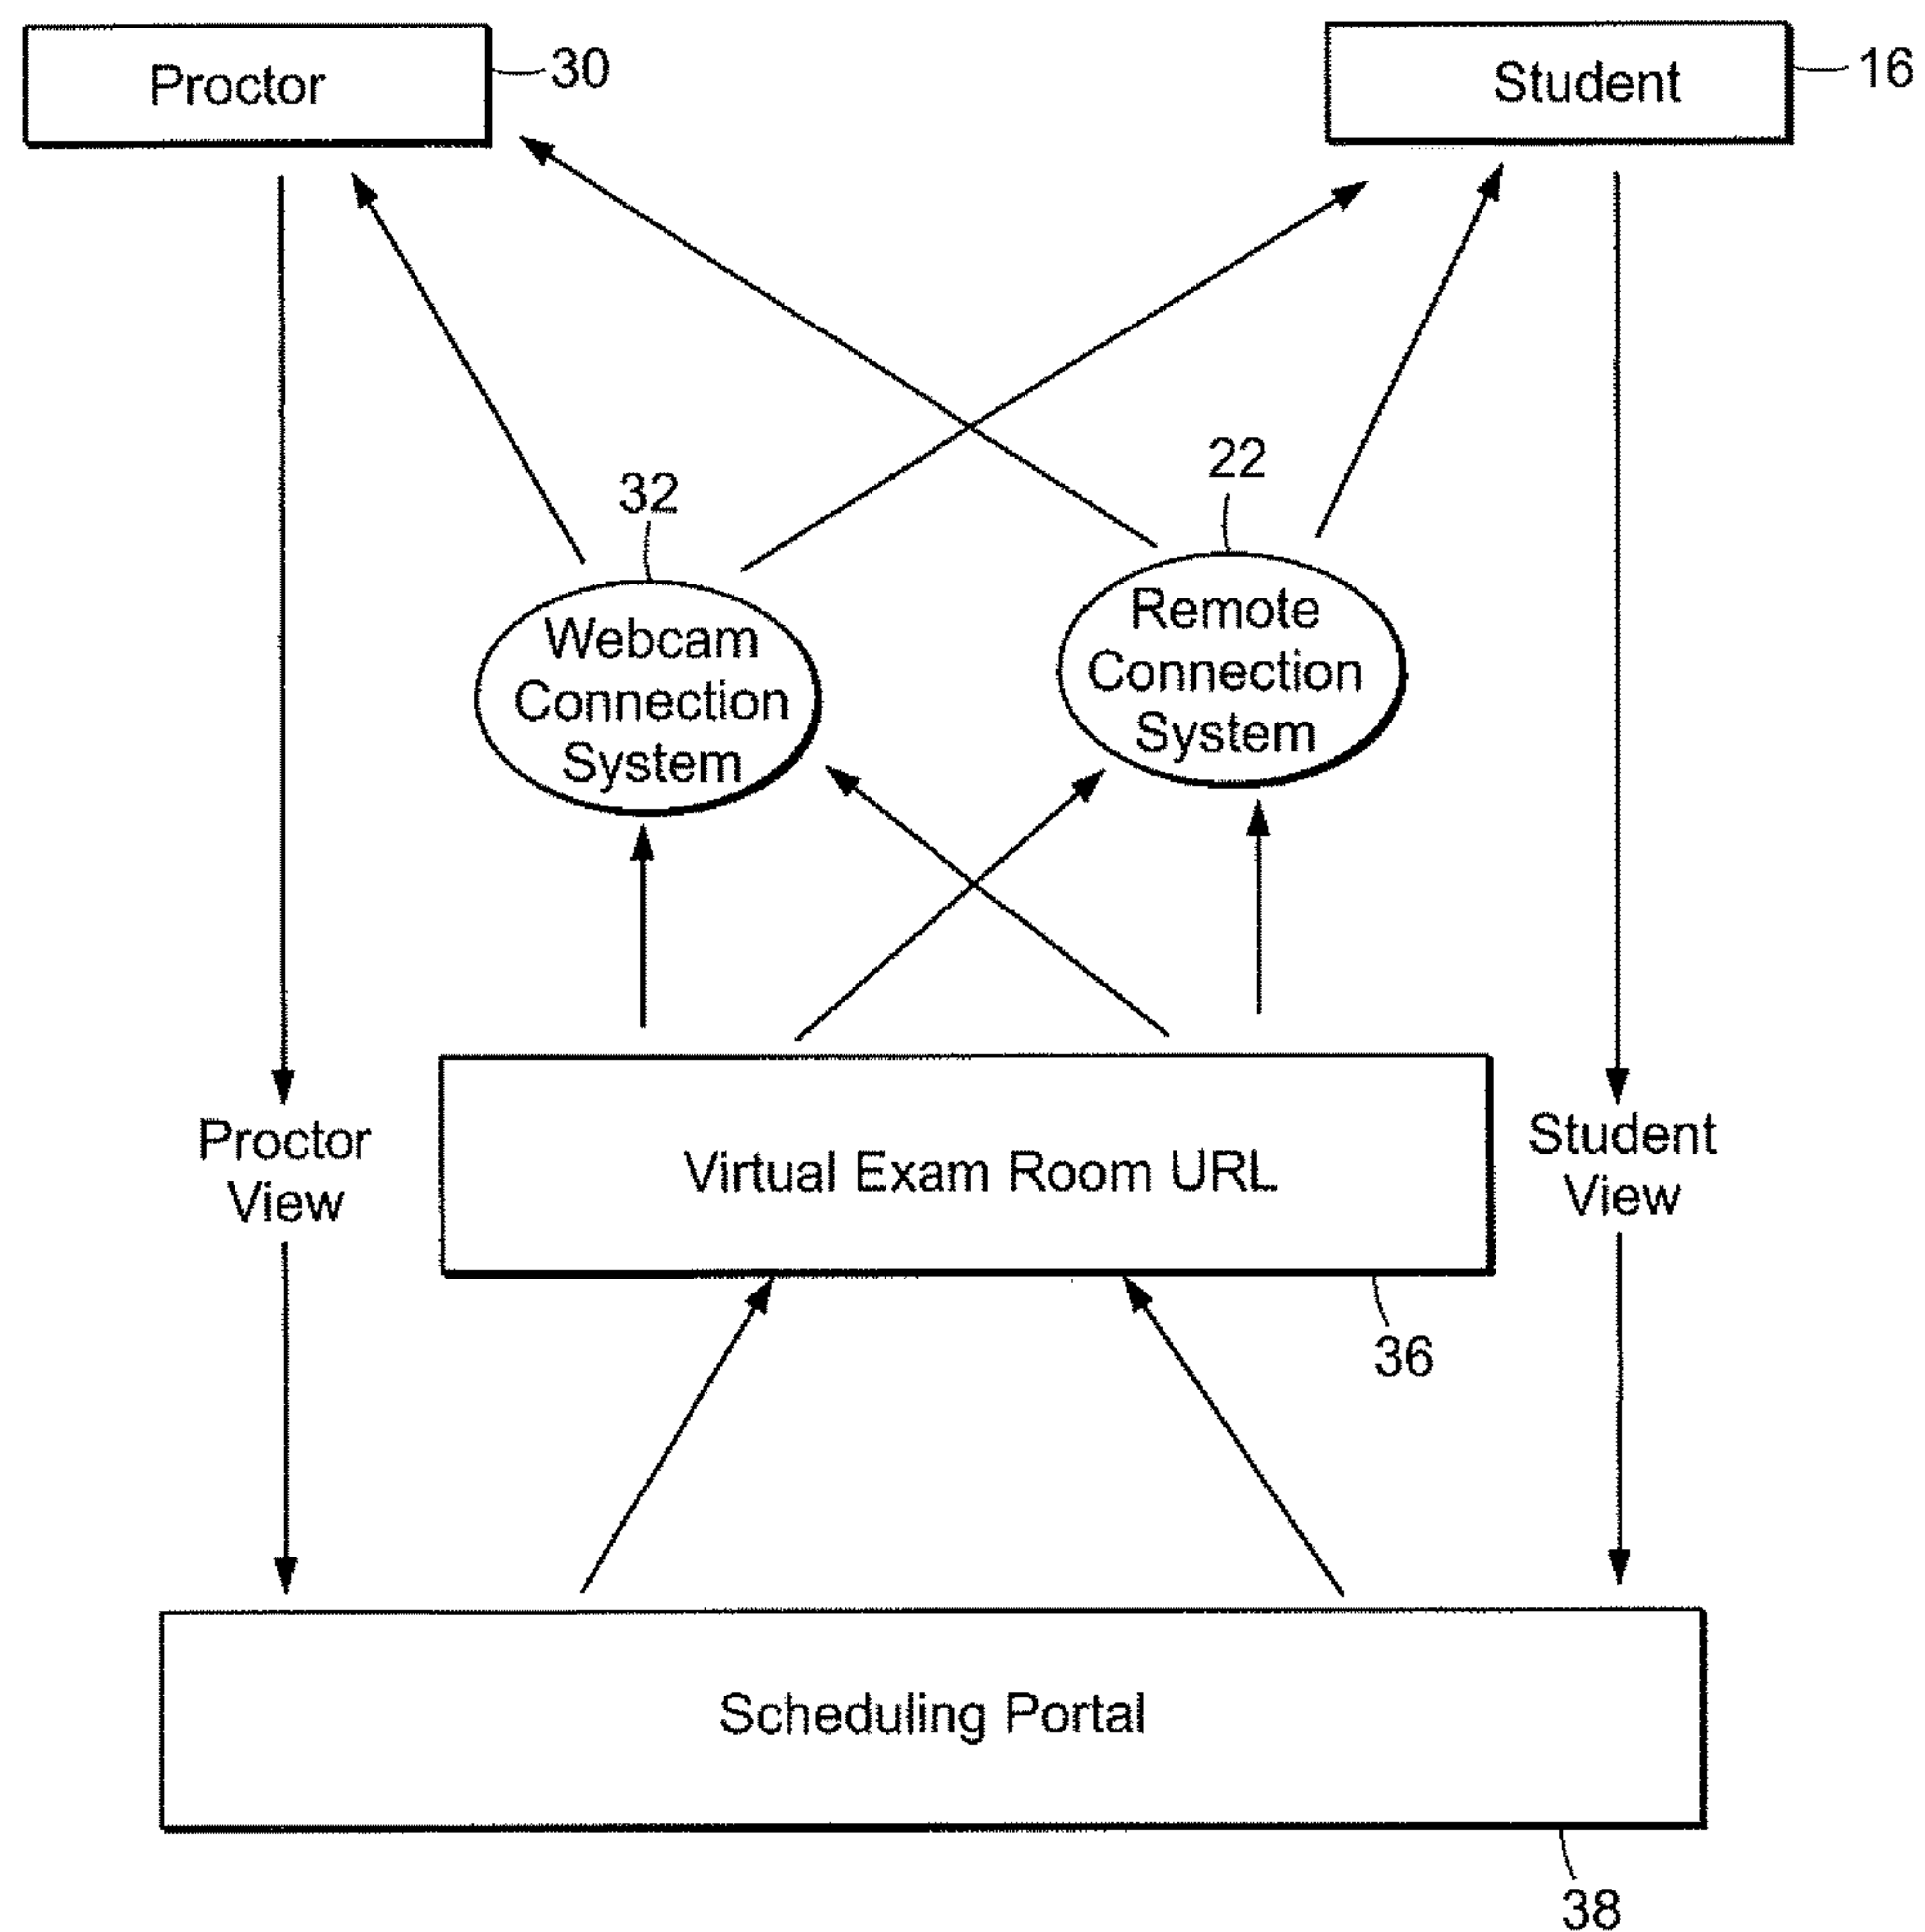 Proctor
30
Student
16
32
22
Webcam
Connection
System
Remote
Connection
System
Proctor
View
Virtual Exam Room URL
Student
View
36
Scheduling Portal
38